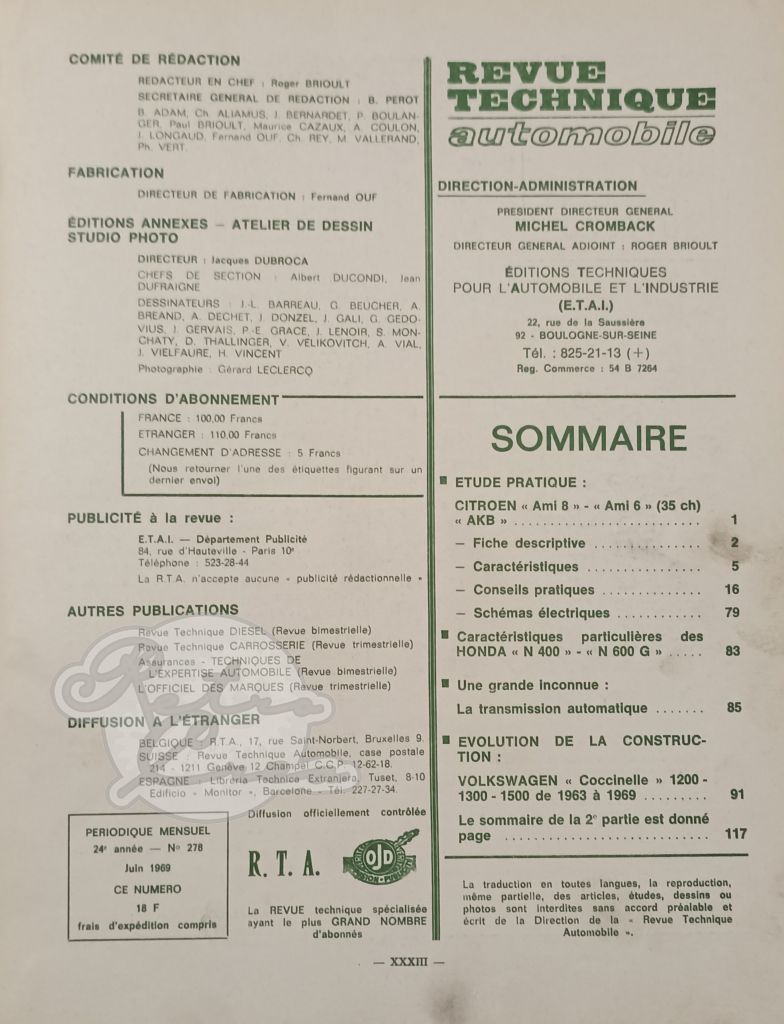 COMITÉ DE RÉDACTION
REDACTEUR EN CHEF : Roger BRIOULT
SECRETAIRE GENERAL DE REDACTION : B. PEROT
B. ADAM, Ch. ALIAMUS, J. BERNARDET, P. BOULAN-
GER, Paul BRIOULT, Maurice CAZAUX, A. COULON,
J. LONGAUD, Fernand OUF, Ch. REY, M. VALLERAND,
Ph. VERT.
FABRICATION
DIRECTEUR DE FABRICATION : Fernand OUF
ÉDITIONS ANNEXES — ATELIER DE DESSIN
STUDIO PHOTO
DIRECTEUR : Jacques DUBROCA
CHEFS DE SECTION : Albert DUCONDI, Jean
DUFRAIGNE
DESSINATEURS : J.-L. BARREAU, G. BEUCHER, A.
BREAND, A. DECHET, J. DONZEL, J. GALI, G. GEDO-
VIUS, J. GERVAIS, P.-E. GRACE, J. LENOIR, S. MON-
CHATY, D. THALLINGER, V. VELIKOVITCH, A. VIAL,
J. VIELFAURE, H. VINCENT
Photographie : Gérard LECLERCQ
CONDITIONS D'ABONNEMENT
FRANCE : 100,00 Francs
ETRANGER : 110,00 Francs
CHANGEMENT D'ADRESSE : 5 Francs
(Nous retourner l'une des étiquettes figurant sur un
dernier envoi)
PUBLICITÉ à la revue :
E.T.A.I. — Département Publicité
84, rue d'Hauteville - Paris 10e
Téléphone : 523-28-44
La R.T.A. n'accepte aucune « publicité rédactionnelle »
AUTRES PUBLICATIONS
Revue Technique DIESEL (Revue bimestrielle)
Revue Technique CARROSSERIE (Revue trimestrielle)
Assurances - TECHNIQUES DE
L'EXPERTISE AUTOMOBILE (Revue bimestrielle)
L'OFFICIEL DES MARQUES (Revue trimestrielle)
DIFFUSION A L'ÉTRANGER
BELGIQUE : R.T.A., 17, rue Saint-Norbert, Bruxelles 9.
SUISSE : Revue Technique Automobile, case postale
214 - 1211 Genève 12 Champel C.C.P. 12-62-18.
ESPAGNE : Libreria Technica Extranjera, Tuset, 8-10
Edificio « Monitor », Barcelone - Tél. 227-27-34.
PERIODIQUE MENSUEL
24e année — No 278
Juin 1969
CE NUMERO
18 F
frais d'expédition compris
Diffusion officiellement contrôlée
R. T. A.
OJD
La REVUE technique spécialisée
ayant le plus GRAND NOMBRE
d'abonnés
REVUE
TECHNIQUE
automobile
DIRECTION-ADMINISTRATION
PRESIDENT DIRECTEUR GENERAL
MICHEL CROMBACK
DIRECTEUR GENERAL ADJOINT : ROGER BRIOULT
ÉDITIONS TECHNIQUES
POUR L'AUTOMOBILE ET L'INDUSTRIE
(E.T.A.I.)
22, rue de la Saussière
92 - BOULOGNE-SUR-SEINE
Tél. : 825-21-13 (+)
Reg. Commerce : 54 B 7264
SOMMAIRE
ETUDE PRATIQUE :
CITROEN « Ami 8 » - « Ami 6 » (35 ch)
« AKB » .......................... 1
— Fiche descriptive .............. 2
— Caractéristiques ............... 5
— Conseils pratiques ............. 16
— Schémas électriques ............ 79
Caractéristiques particulières des
HONDA « N 400 » - « N 600 G » ..... 83
Une grande inconnue :
La transmission automatique ....... 85
EVOLUTION DE LA CONSTRUC-
TION :
VOLKSWAGEN « Coccinelle » 1200 -
1300 - 1500 de 1963 à 1969 ......... 91
Le sommaire de la 2e partie est donné
page ............................ 117
La traduction en toutes langues, la reproduction,
même partielle, des articles, études, dessins ou
photos sont interdites sans accord préalable et
écrit de la Direction de la « Revue Technique
Automobile ».
— XXXIII —